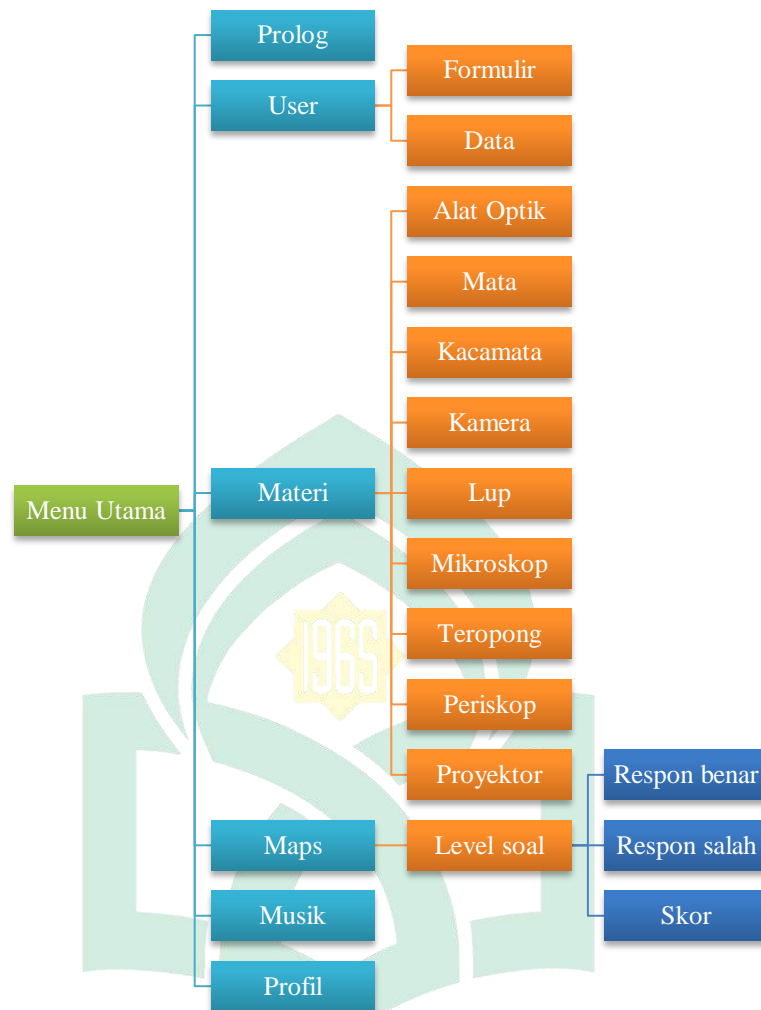 Prolog
User
Formulir
Data
Materi
Alat Optik
Mata
Kacamata
Kamera
Lup
Mikroskop
Teropong
Periskop
Proyektor
Menu Utama
1965
Maps
Level soal
Respon benar
Respon salah
Skor
Musik
Profil